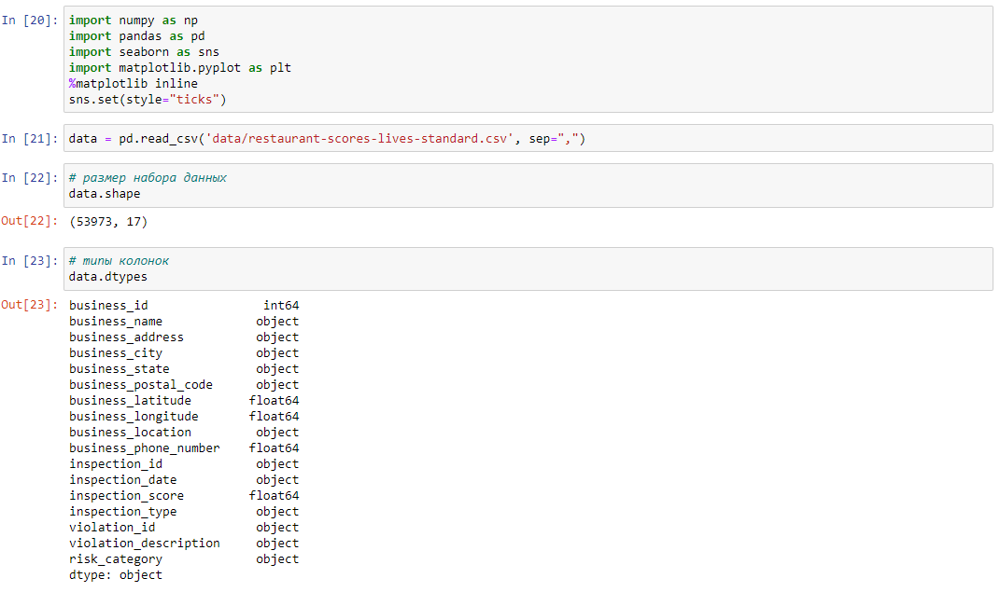 In [20]: import numpy as np
import pandas as pd
import seaborn as sns
import matplotlib.pyplot as plt
%matplotlib inline
sns.set(style="ticks")
In [21]: data = pd.read_csv('data/restaurant-scores-lives-standard.csv', sep=",")
In [22]: # размер набора данных
data.shape
Out[22]: (53973, 17)
In [23]: # типы колонок
data.dtypes
Out[23]: business_id int64
business_name object
business_address object
business_city object
business_state object
business_postal_code object
business_latitude float64
business_longitude float64
business_location object
business_phone_number float64
inspection_id object
inspection_date object
inspection_score float64
inspection_type object
violation_id object
violation_description object
risk_category object
dtype: object